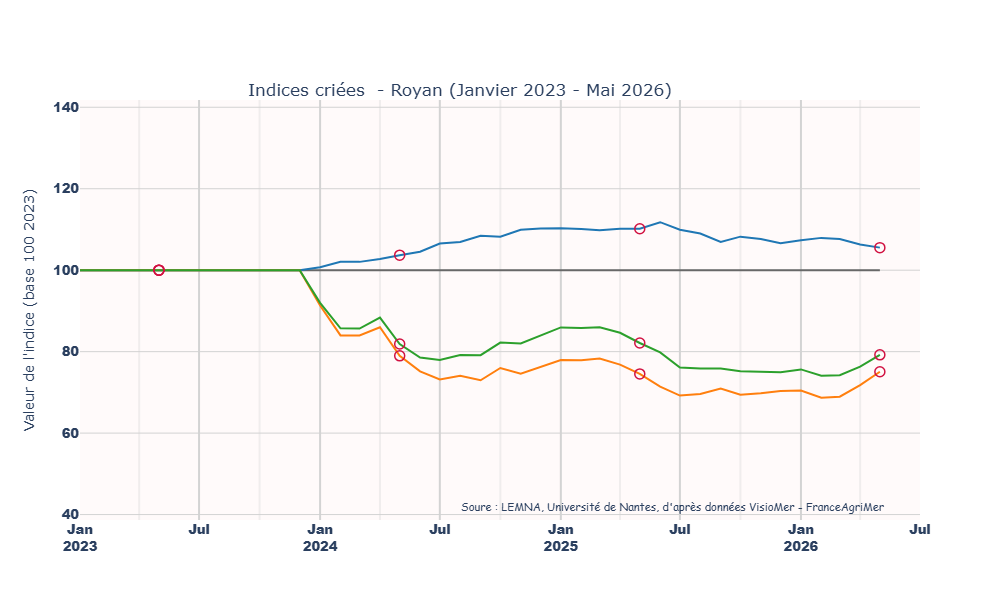 Indices criées  - Royan (Janvier 2023 - Mai 2026)
Valeur de l'indice (base 100 2023)
140
120
100
80
60
40
Soure : LEMNA, Université de Nantes, d'après données VisioMer - FranceAgriMer
Jan Jul Jan Jul Jan Jul Jan Jul
2023 2024 2025 2026